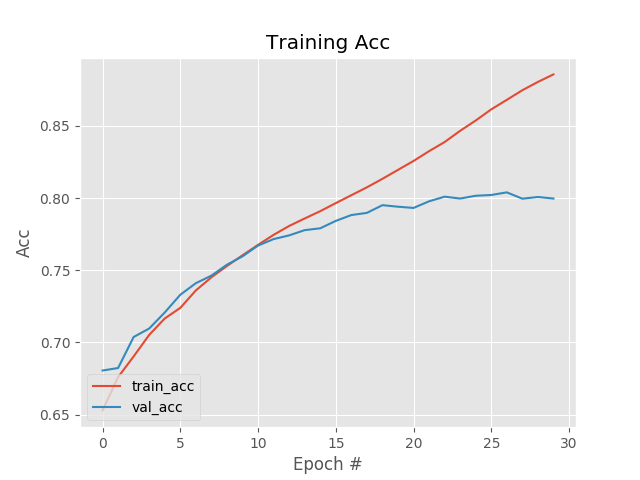 Training Acc
Acc
0.85
0.80
0.75
0.70
0.65
train_acc
val_acc
0 5 10 15 20 25 30
Epoch #